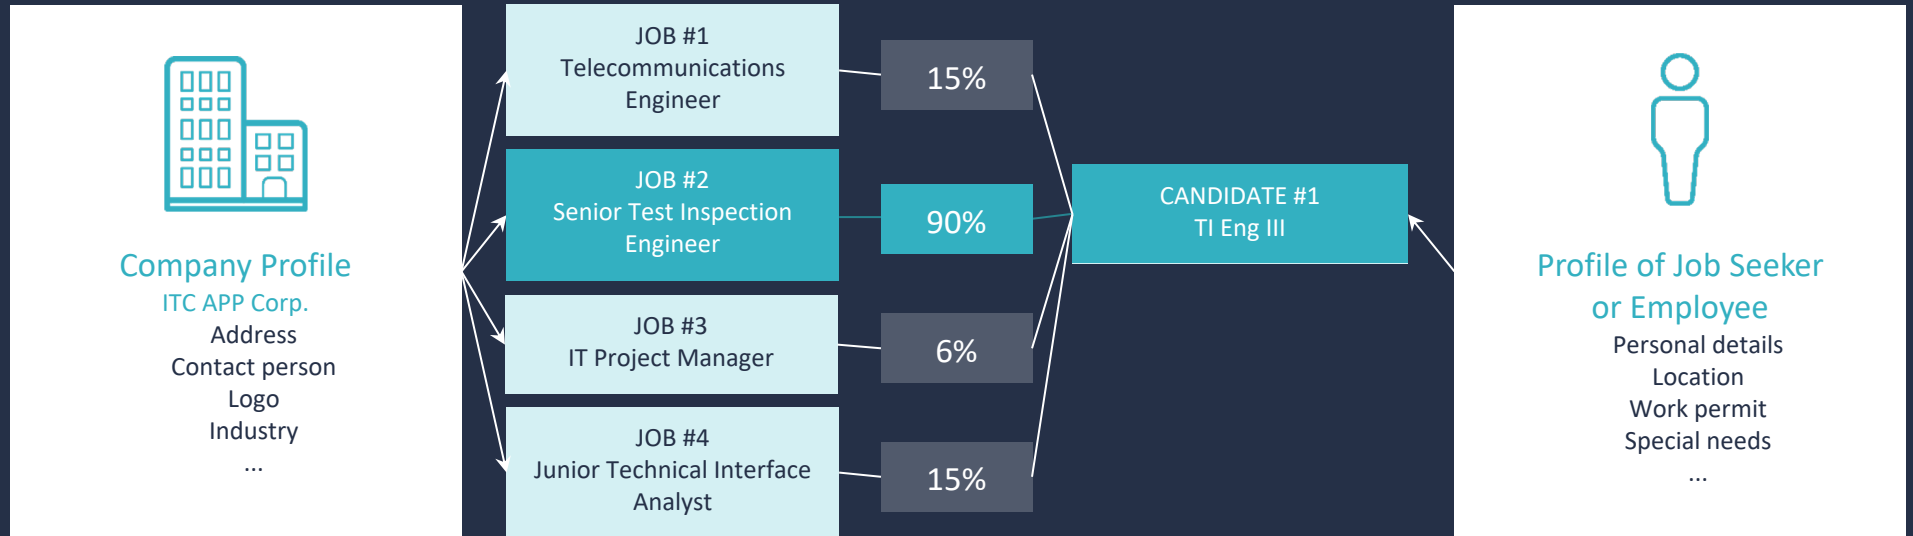 Company Profile
ITC APP Corp.
Address
Contact person
Logo
Industry
...
JOB #1
Telecommunications
Engineer
15%
JOB #2
Senior Test Inspection
Engineer
90%
JOB #3
IT Project Manager
6%
JOB #4
Junior Technical Interface
Analyst
15%
CANDIDATE #1
TI Eng III
Profile of Job Seeker
or Employee
Personal details
Location
Work permit
Special needs
...